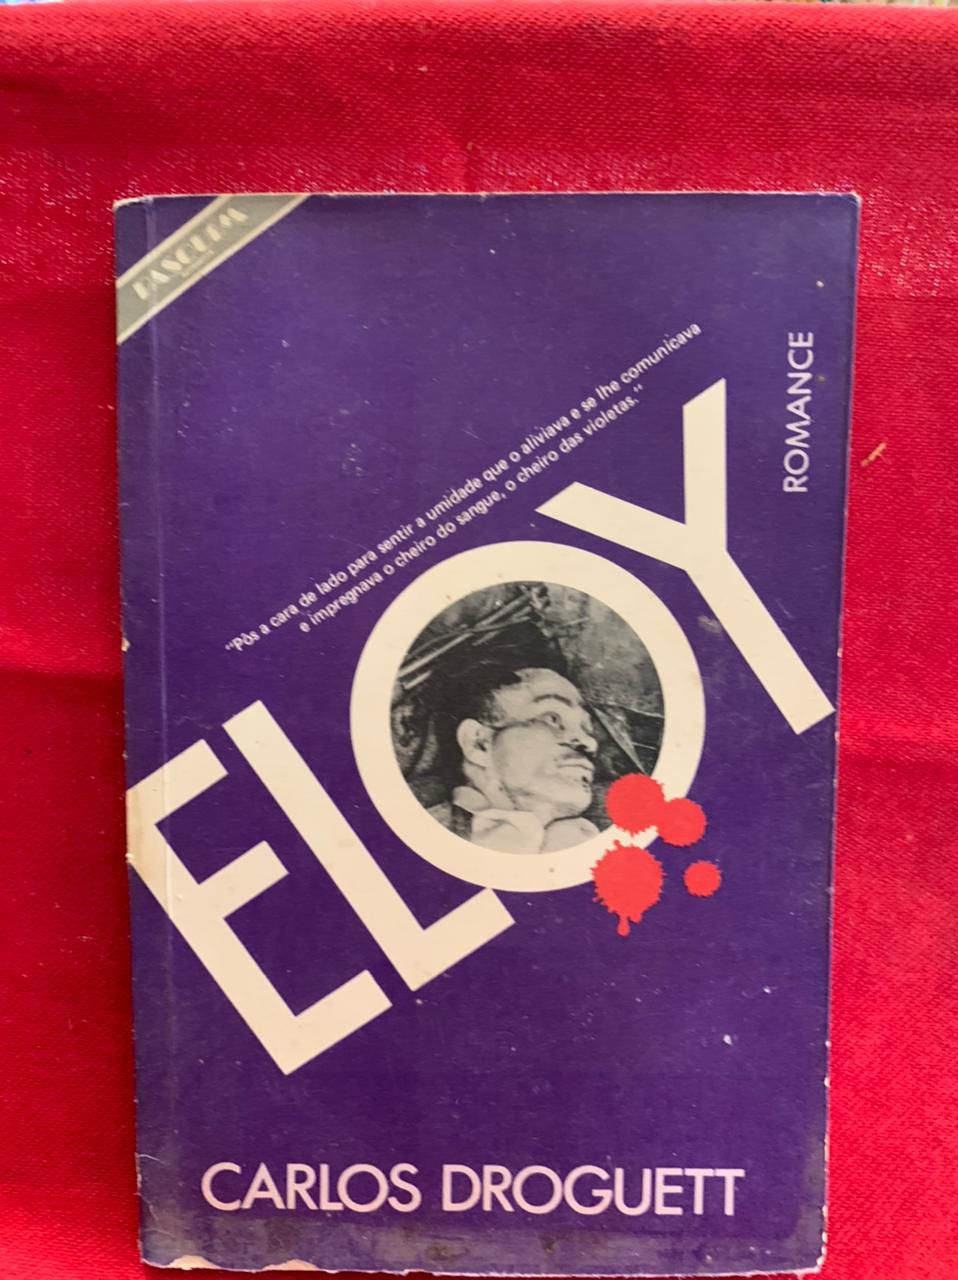 PASQUIM
"Pôs a cara de lado para sentir a umidade que o aliviava e se lhe comunicava
e impregnava o cheiro do sangue, o cheiro das violetas."
ROMANCE
ELOY
CARLOS DROGUETT